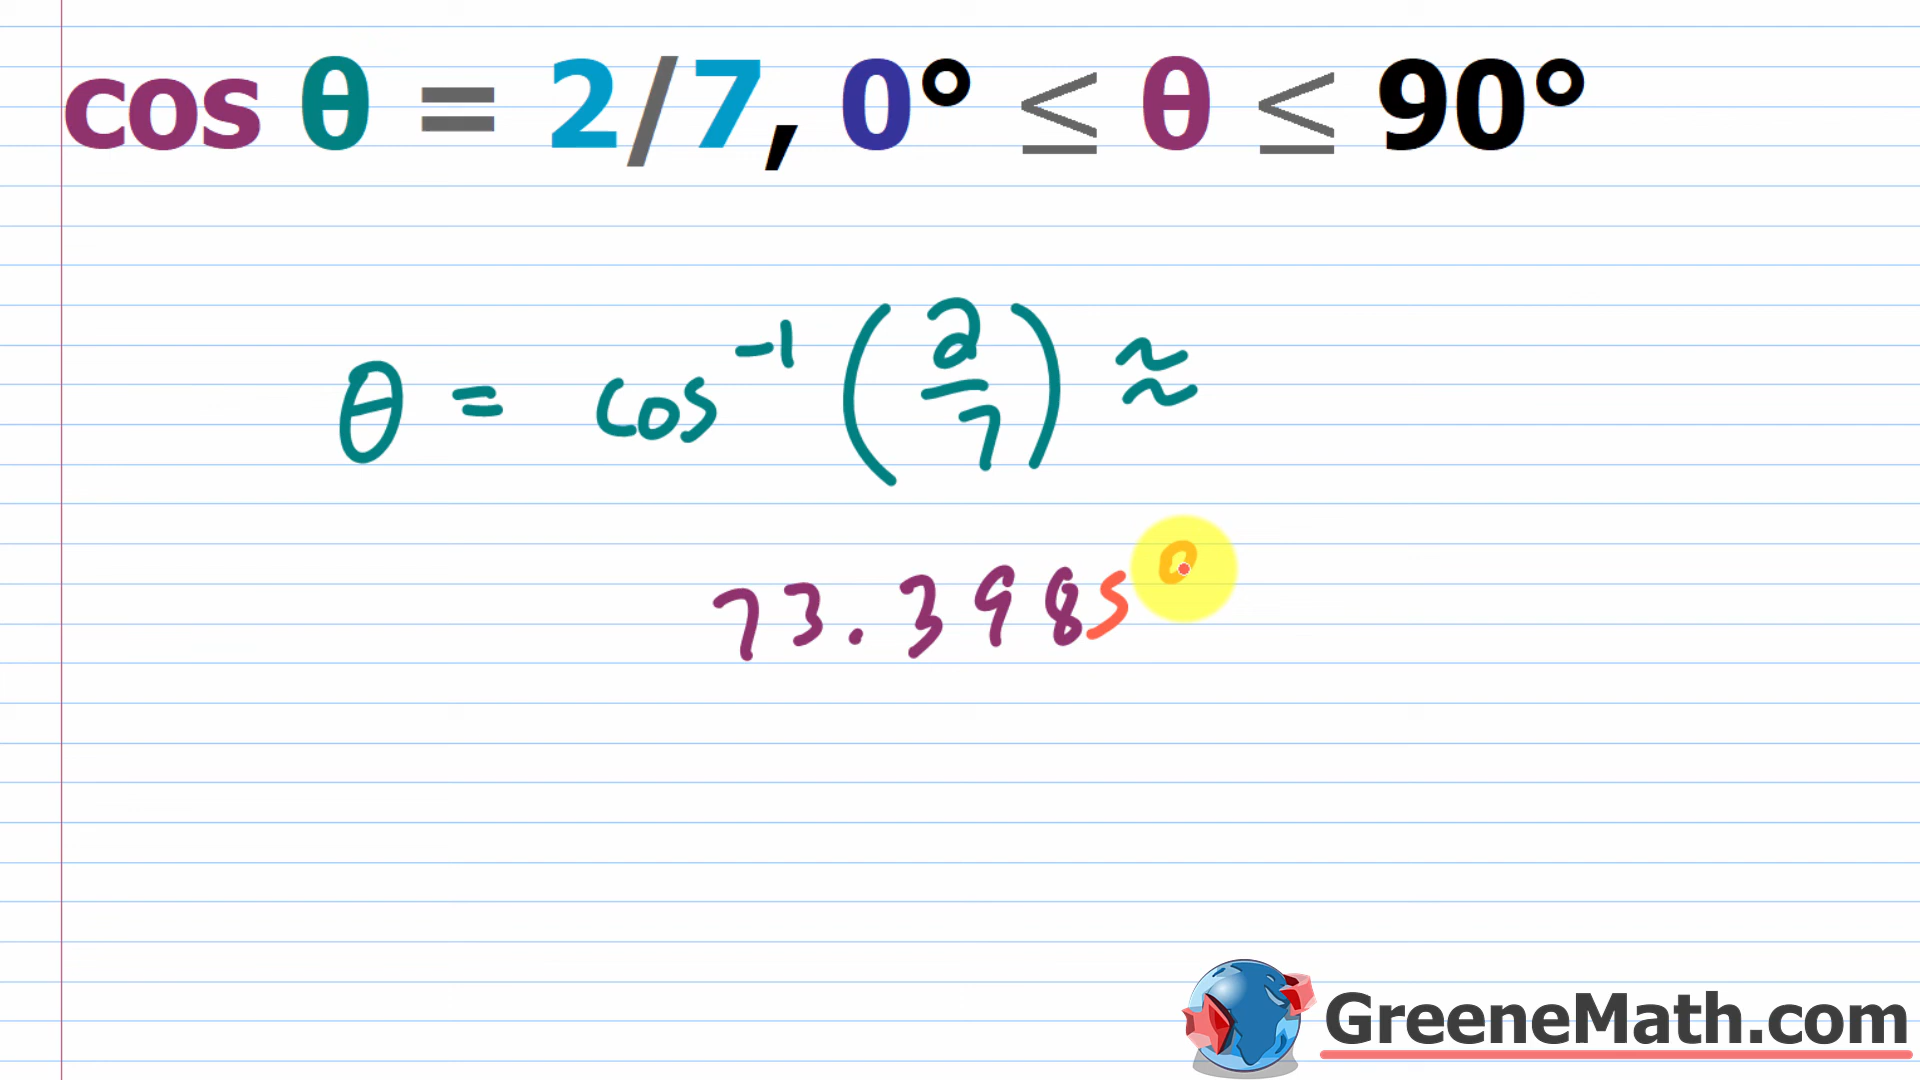 cos θ = 2/7, 0° ≤ θ ≤ 90°
θ = cos⁻¹ (2/7) ≈
73.3985°
GreeneMath.com